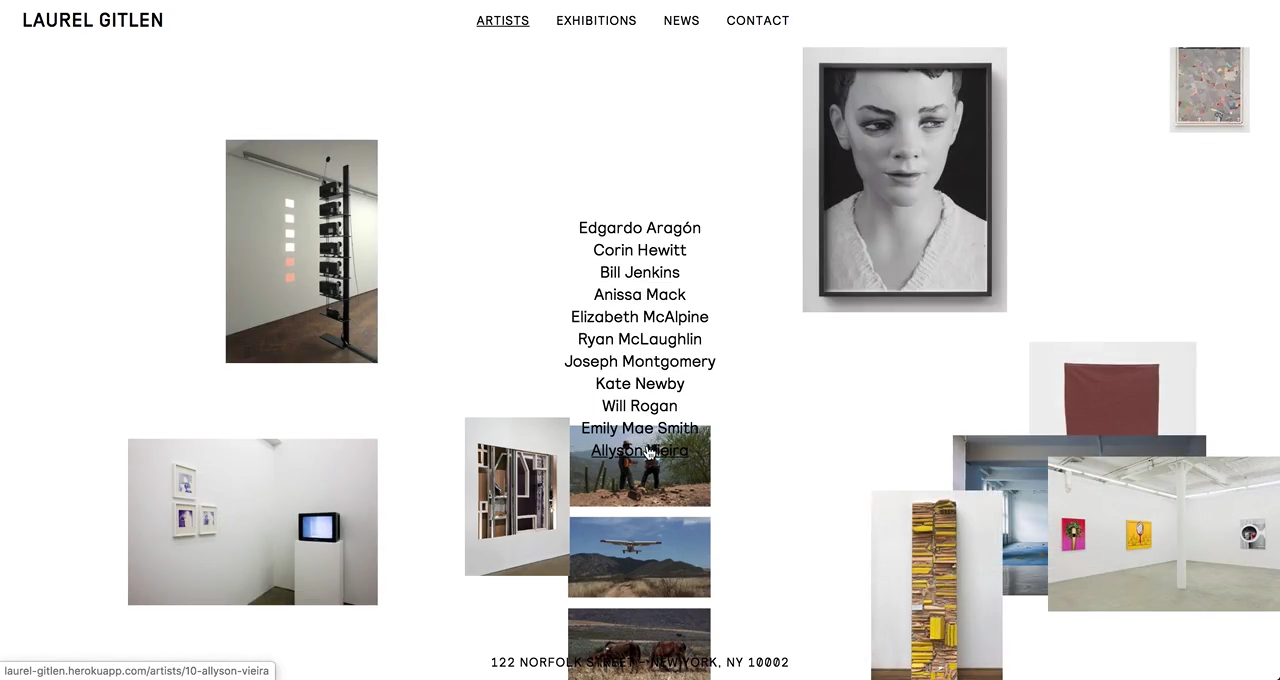 LAUREL GITLEN
ARTISTS EXHIBITIONS NEWS CONTACT
Edgardo Aragón
Corin Hewitt
Bill Jenkins
Anissa Mack
Elizabeth McAlpine
Ryan McLaughlin
Joseph Montgomery
Kate Newby
Will Rogan
Emily Mae Smith
Allyson Vieira
122 NORFOLK STREET – NEW YORK, NY 10002
laurel-gitlen.herokuapp.com/artists/10-allyson-vieira